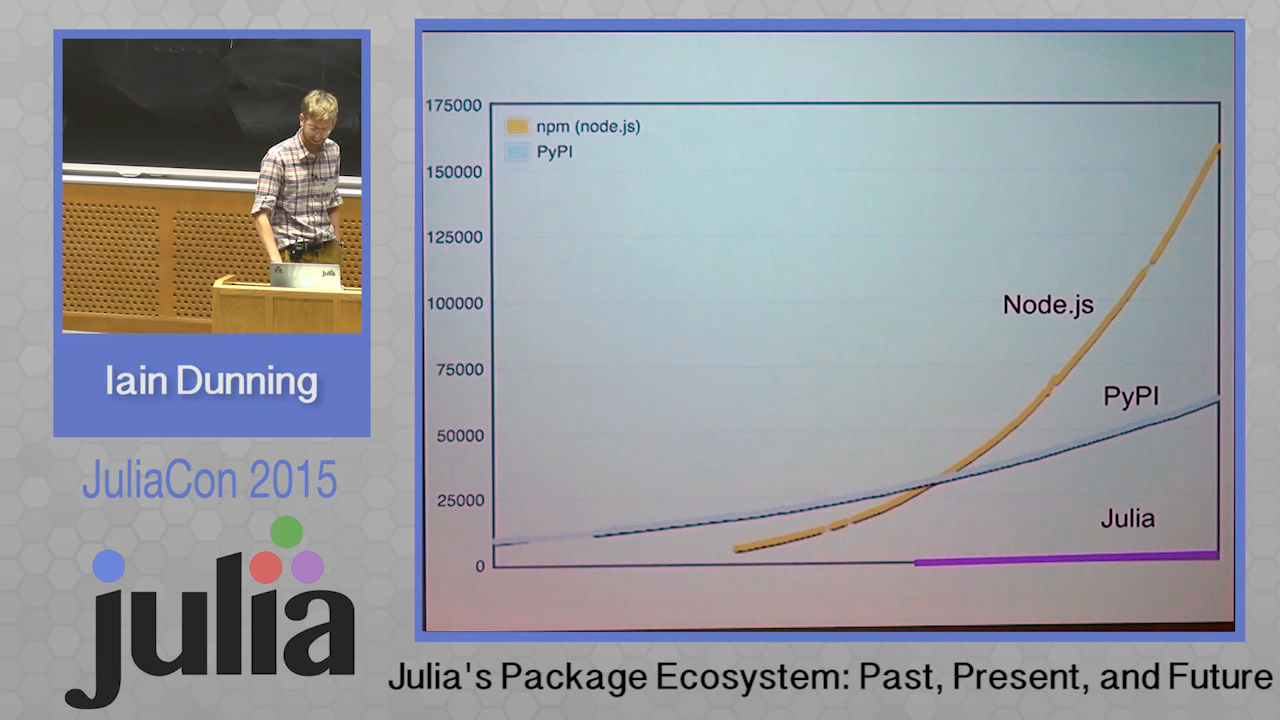 Iain Dunning
JuliaCon 2015
julia
175000
150000
125000
100000
75000
50000
25000
0
npm (node.js)
PyPI
Node.js
PyPI
Julia
Julia's Package Ecosystem: Past, Present, and Future